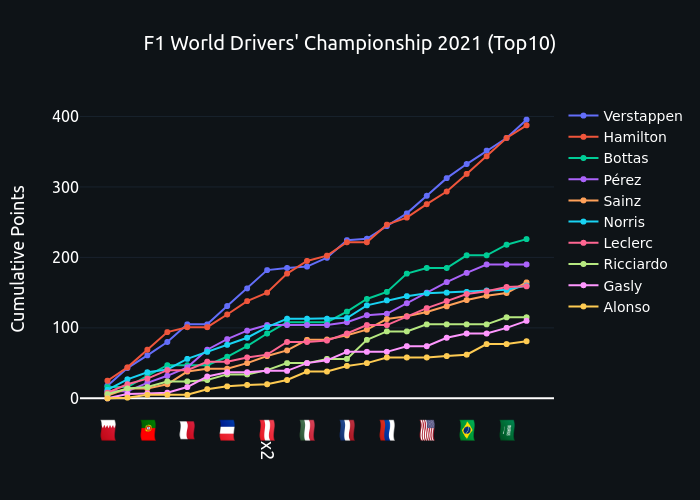 F1 World Drivers' Championship 2021 (Top10)
Cumulative Points
400
300
200
100
0
x2
Verstappen
Hamilton
Bottas
Pérez
Sainz
Norris
Leclerc
Ricciardo
Gasly
Alonso